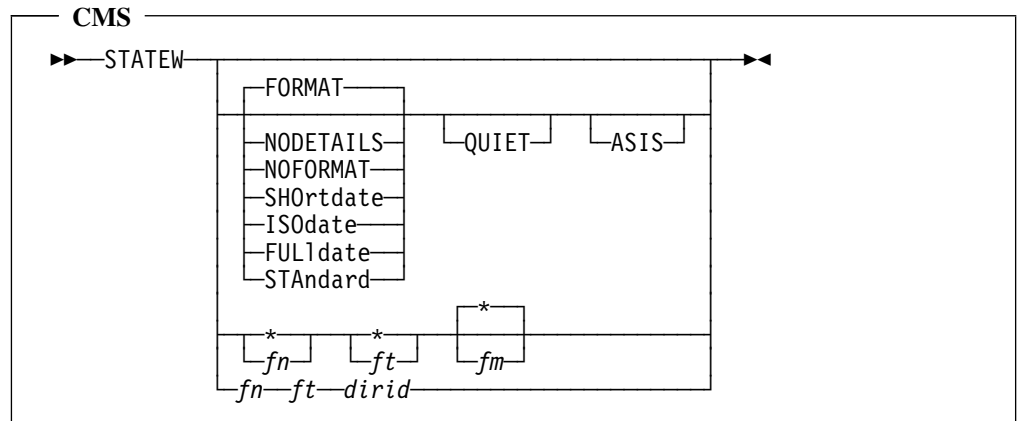 CMS
STATEW
FORMAT
NODETAILS QUIET ASIS
NOFORMAT
SHOrtdate
ISOdate
FULldate
STAndard
*
* *
fn ft fm
fn ft dirid